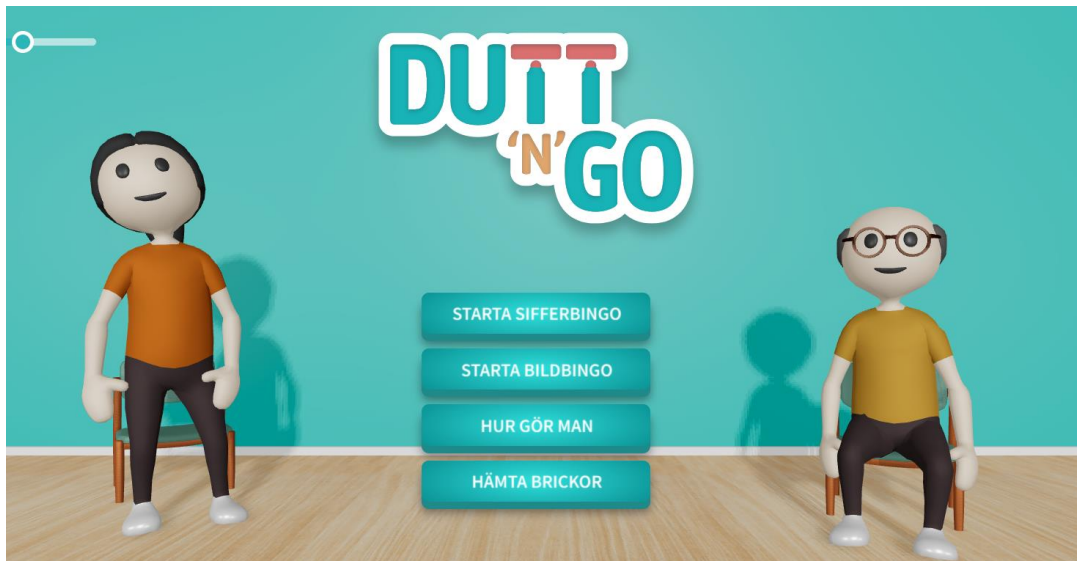 DUTT
'N' GO
STARTA SIFFERBINGO
STARTA BILDBINGO
HUR GÖR MAN
HÄMTA BRICKOR